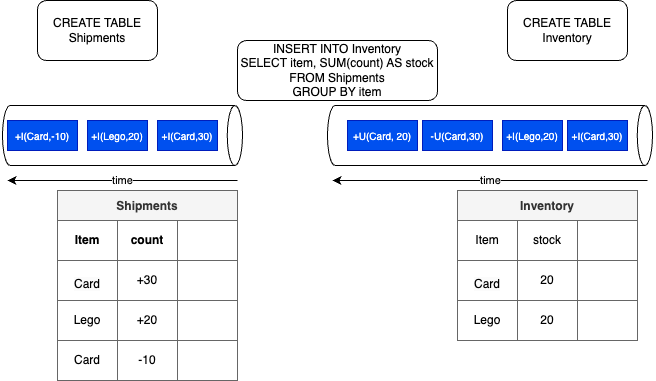 CREATE TABLE
Shipments
CREATE TABLE
Inventory
INSERT INTO Inventory
SELECT item, SUM(count) AS stock
FROM Shipments
GROUP BY item
+I(Card,-10)
+I(Lego,20)
+I(Card,30)
+U(Card, 20)
-U(Card,30)
+I(Lego,20)
+I(Card,30)
time
time
Shipments
Item count
Card +30
Lego +20
Card -10
Inventory
Item stock
Card 20
Lego 20